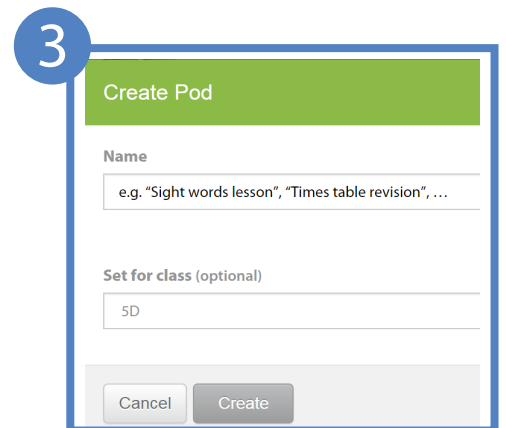 3
Create Pod
Name
e.g. “Sight words lesson”, “Times table revision”, …
Set for class (optional)
5D
Cancel Create